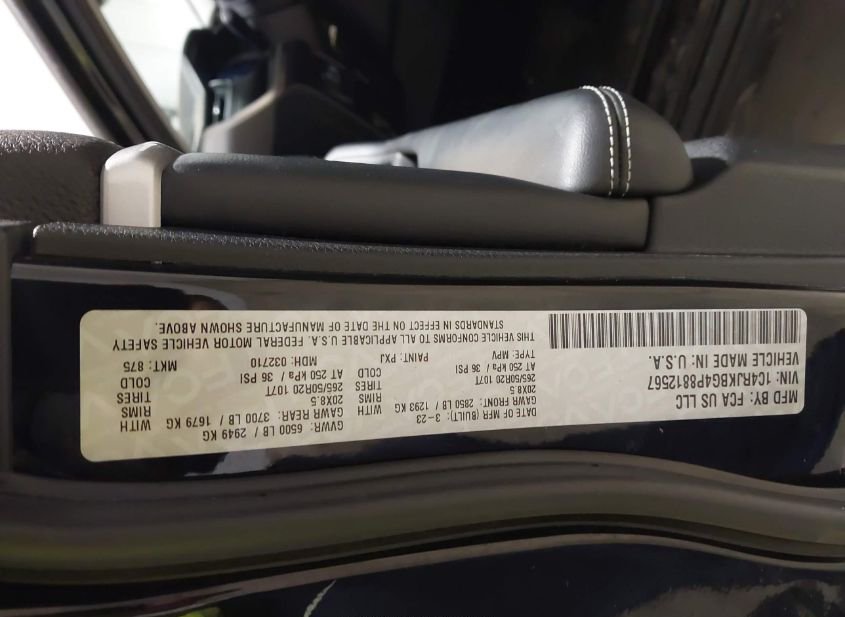 MFD BY: FCA US LLC
VIN: 1C4RJKBG4P8812567
VEHICLE MADE IN: U.S.A.
DATE OF MFR (BUILT): 3-23
GVWR: 6500 LB / 2949 KG
GAWR FRONT: 2850 LB / 1293 KG
GAWR REAR: 3700 LB / 1679 KG
WITH
20X8.5
RIMS
20X8.5
RIMS
265/50R20 107T
TIRES
265/50R20 107T
TIRES
AT 250 kPa / 36 PSI
COLD
AT 250 kPa / 36 PSI
COLD
TYPE: MPV
PAINT: PXJ
MDH: 032710
MKT: 875
THIS VEHICLE CONFORMS TO ALL APPLICABLE U.S.A. FEDERAL MOTOR VEHICLE SAFETY
STANDARDS IN EFFECT ON THE DATE OF MANUFACTURE SHOWN ABOVE.